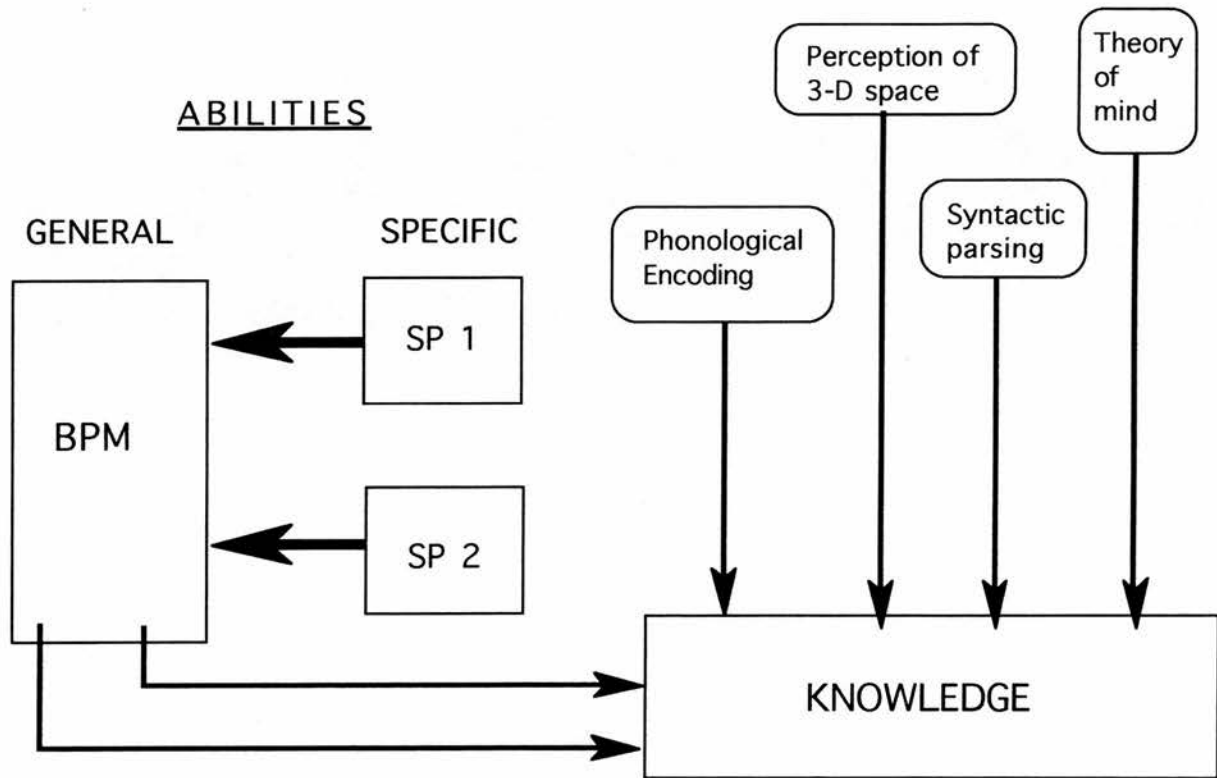 ABILITIES
GENERAL
SPECIFIC
BPM
SP 1
SP 2
Phonological
Encoding
Perception of
3-D space
Syntactic
parsing
Theory
of
mind
KNOWLEDGE